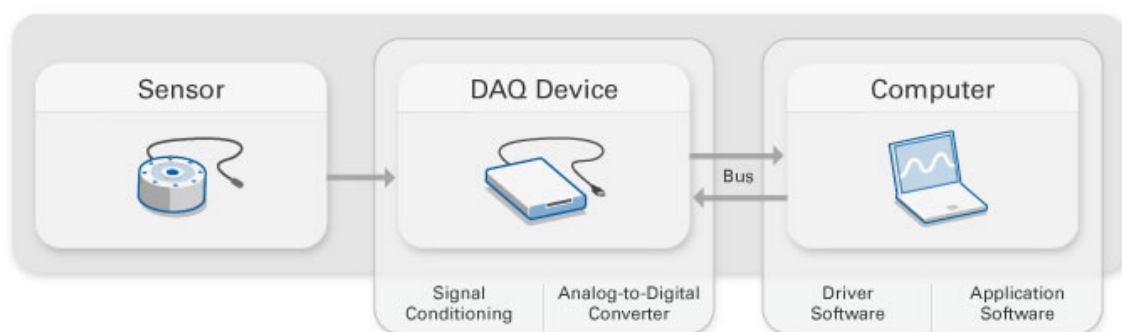 Sensor
DAQ Device
Bus
Computer
Signal
Conditioning
Analog-to-Digital
Converter
Driver
Software
Application
Software